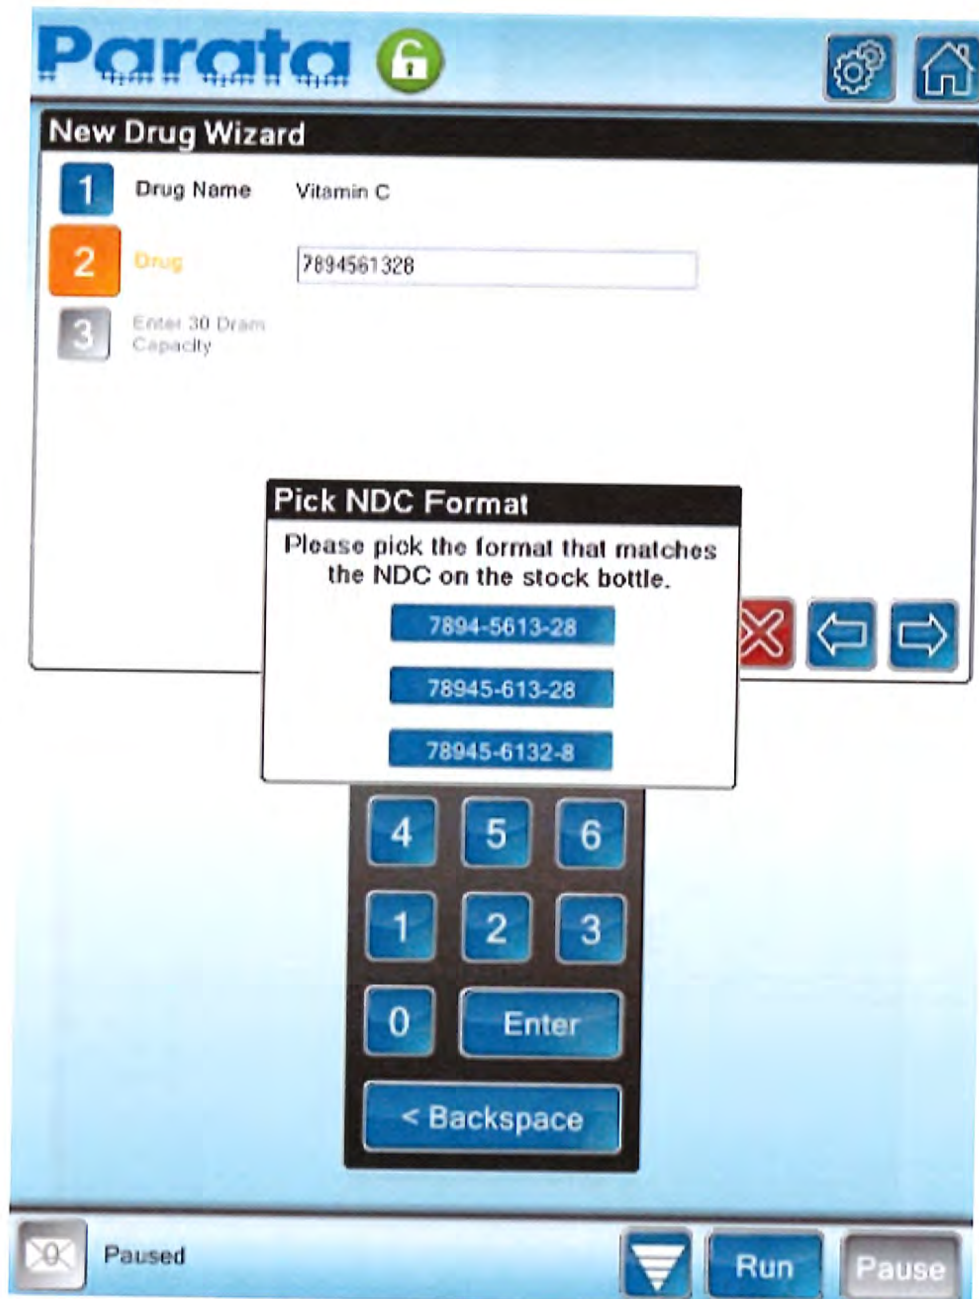 Parata
New Drug Wizard
1 Drug Name Vitamin C
2 Drug 7894561328
3 Enter 30 Dram
Capacity
Pick NDC Format
Please pick the format that matches
the NDC on the stock bottle.
7894-5613-28
78945-613-28
78945-6132-8
4 5 6
1 2 3
0 Enter
< Backspace
0 Paused Run Pause